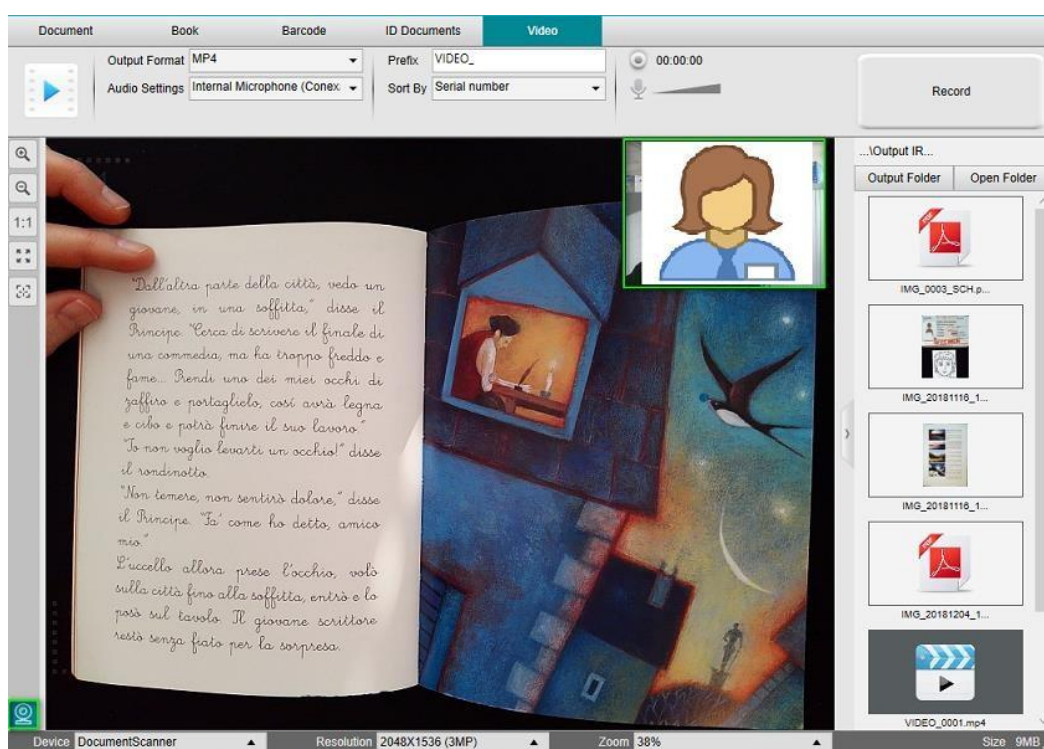 Document Book Barcode ID Documents Video
Output Format MP4
Audio Settings Internal Microphone (Conex
Prefix VIDEO_
Sort By Serial number
00:00:00
Record
1:1
"Dall'altra parte della città, vedo un
giovane, in una soffitta," disse il
Principe. "Cerca di scrivere il finale di
una commedia, ma ha troppo freddo e
fame... Prendi uno dei miei occhi di
zaffiro e portaglielo, così avrà legna
e cibo e potrà finire il suo lavoro."
"Io non voglio levarti un occhio!" disse
il rondinotto.
"Non temere, non sentirò dolore," disse
il Principe. "Fa' come ho detto, amico
mio."
L'uccello allora prese l'occhio, volò
sulla città fino alla soffitta, entrò e lo
posò sul tavolo. Il giovane scrittore
restò senza fiato per la sorpresa.
...\Output IR...
Output Folder Open Folder
PDF
IMG_0003_SCH.p...
SPECIMEN
IMG_20181116_1...
IMG_20181116_1...
PDF
IMG_20181204_1...
VIDEO_0001.mp4
Device DocumentScanner Resolution 2048X1536 (3MP) Zoom 38% Size 9MB